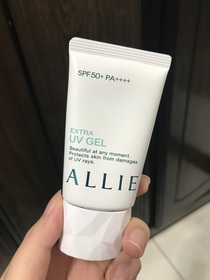 SPF50+ PA++++
EXTRA
UV GEL
Beautiful at any moment.
Protects skin from damages
of UV rays.
ALLIE